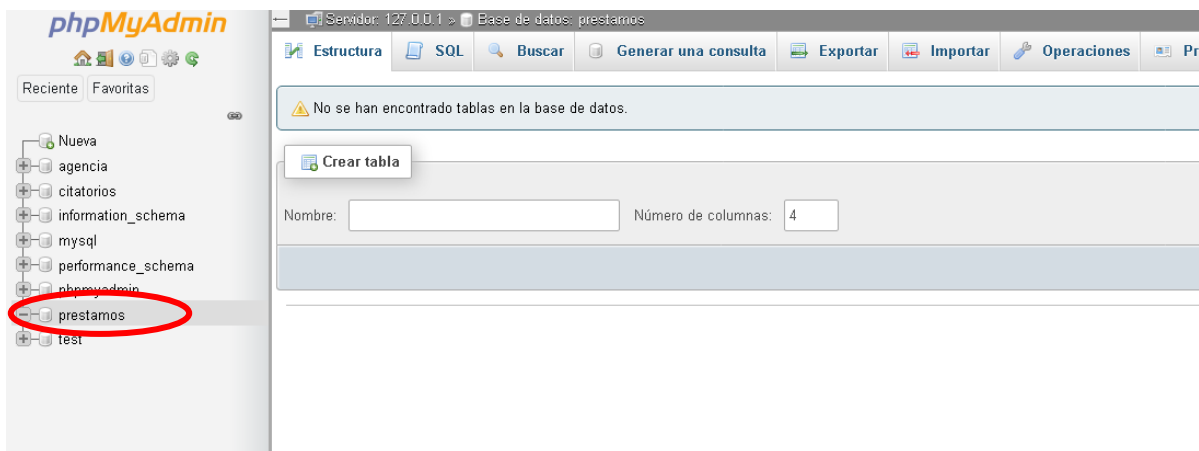 phpMyAdmin
Reciente Favoritas
Nueva
agencia
citatorios
information_schema
mysql
performance_schema
phpmyadmin
prestamos
test
Servidor: 127.0.0.1 » Base de datos: prestamos
Estructura SQL Buscar Generar una consulta Exportar Importar Operaciones Pr
No se han encontrado tablas en la base de datos.
Crear tabla
Nombre: Número de columnas: 4